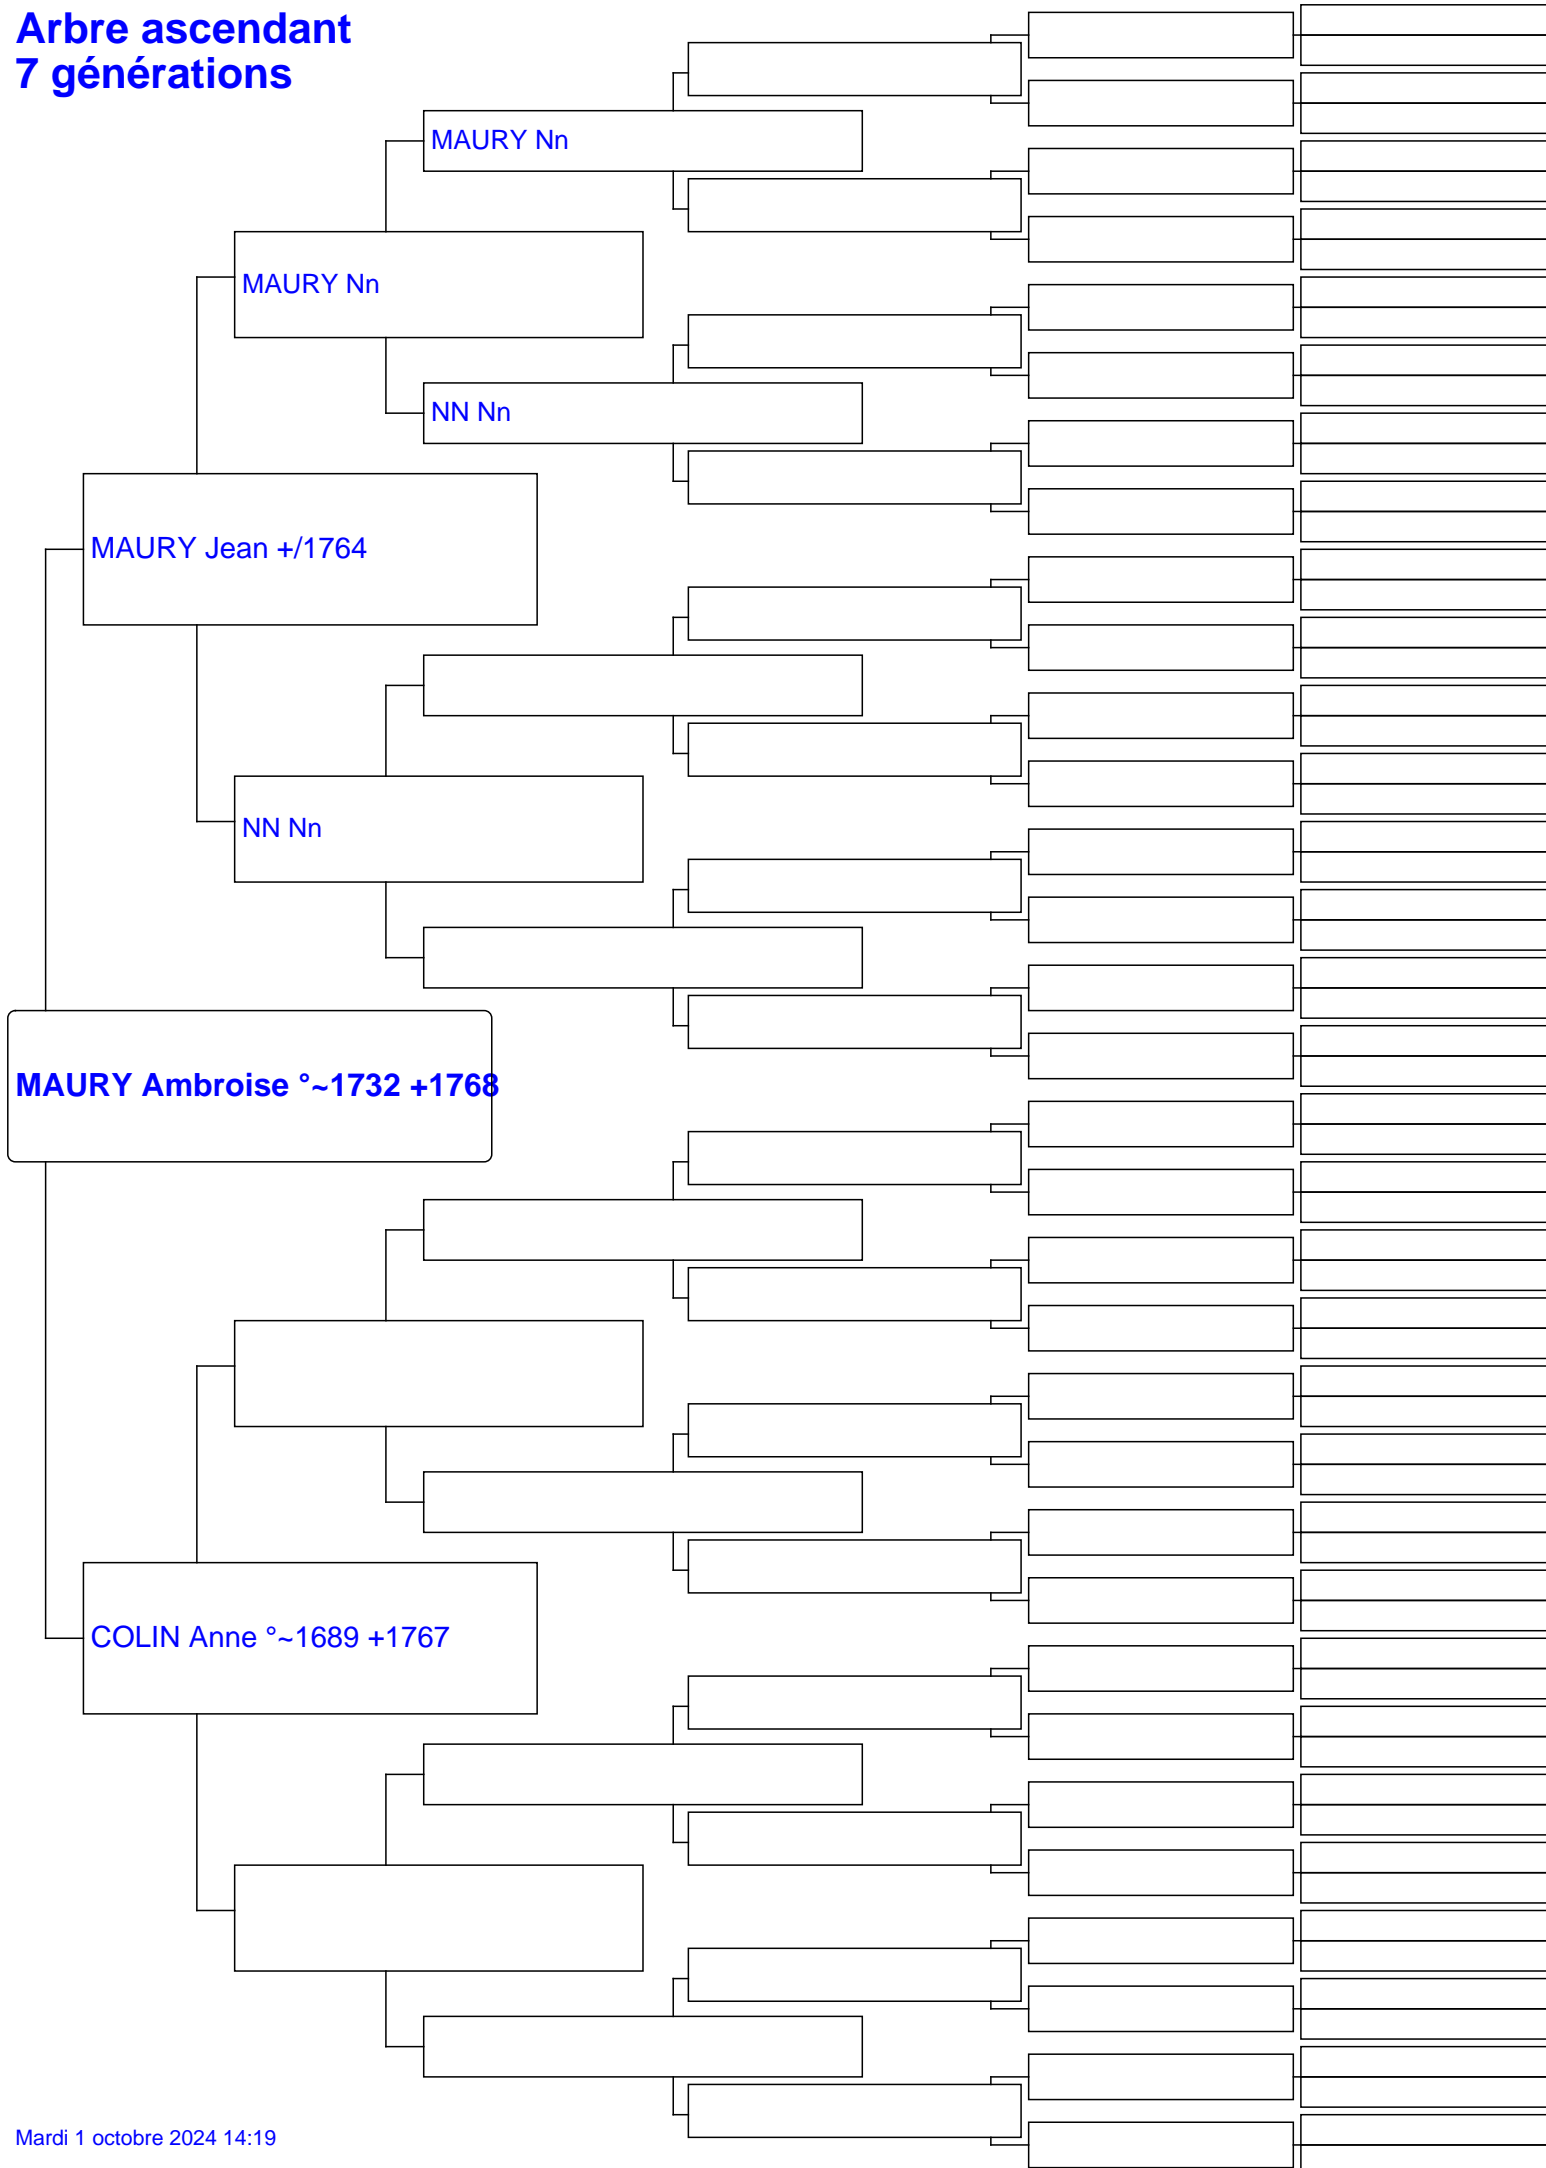 Arbre ascendant
7 générations
MAURY Nn
MAURY Nn
NN Nn
MAURY Jean +/1764
NN Nn
MAURY Ambroise °~1732 +1768
COLIN Anne °~1689 +1767
Mardi 1 octobre 2024 14:19